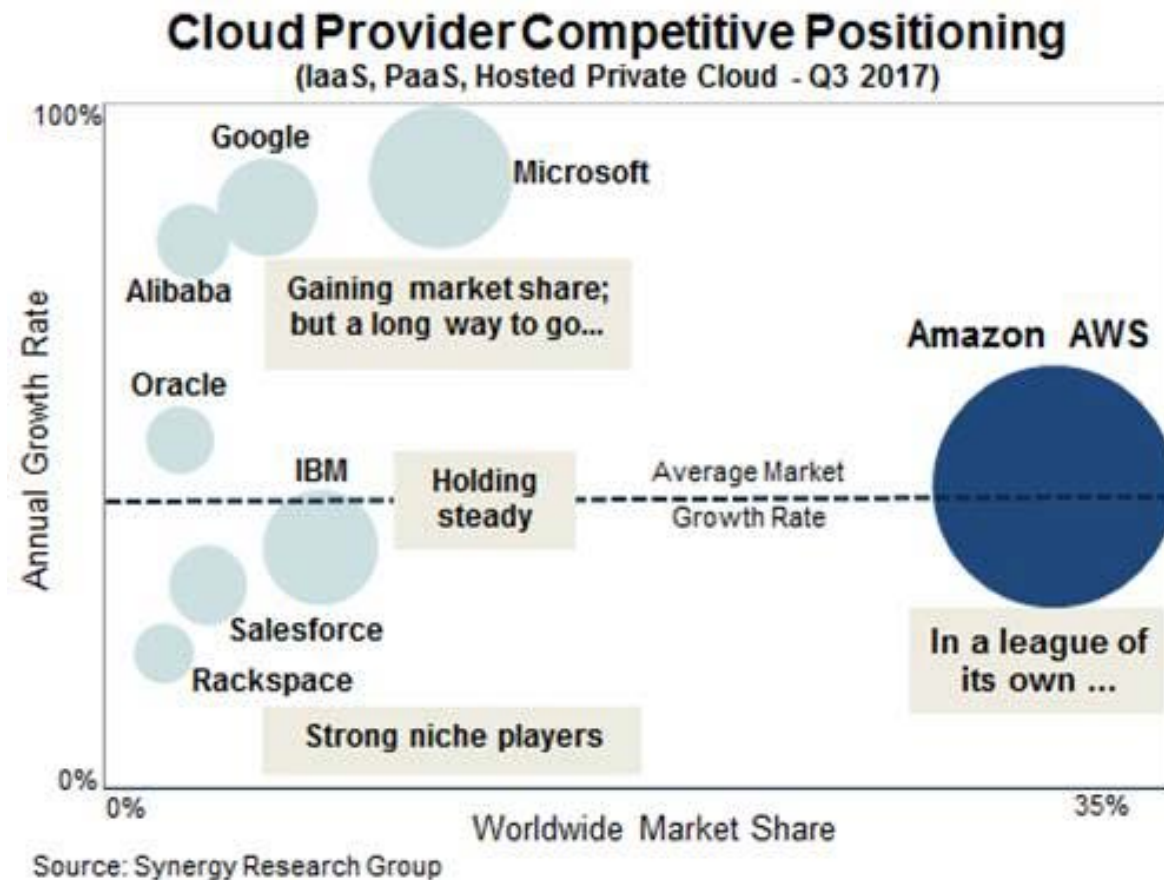 Cloud Provider Competitive Positioning
(IaaS, PaaS, Hosted Private Cloud - Q3 2017)
100%
Google
Microsoft
Alibaba
Gaining market share;
but a long way to go...
Amazon AWS
Oracle
IBM
Holding
steady
Average Market
Growth Rate
Annual Growth Rate
Salesforce
Rackspace
In a league of
its own ...
Strong niche players
0%
0%
35%
Worldwide Market Share
Source: Synergy Research Group